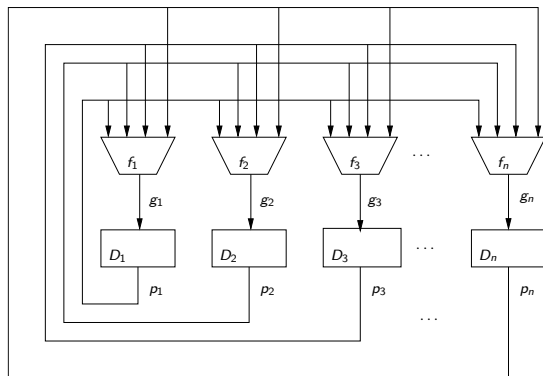 f1 f2 f3 ... fn
g1 g2 g3 gn
D1 D2 D3 ... Dn
p1 p2 p3 pn
...